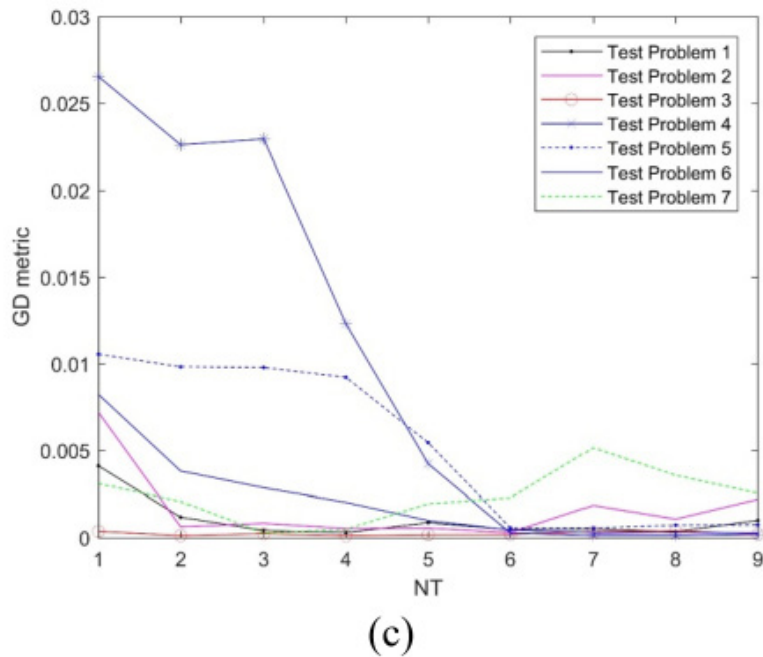 0.03
0.025
0.02
0.015
0.01
0.005
0
GD metric
1 2 3 4 5 6 7 8 9
NT
Test Problem 1
Test Problem 2
Test Problem 3
Test Problem 4
Test Problem 5
Test Problem 6
Test Problem 7
(c)